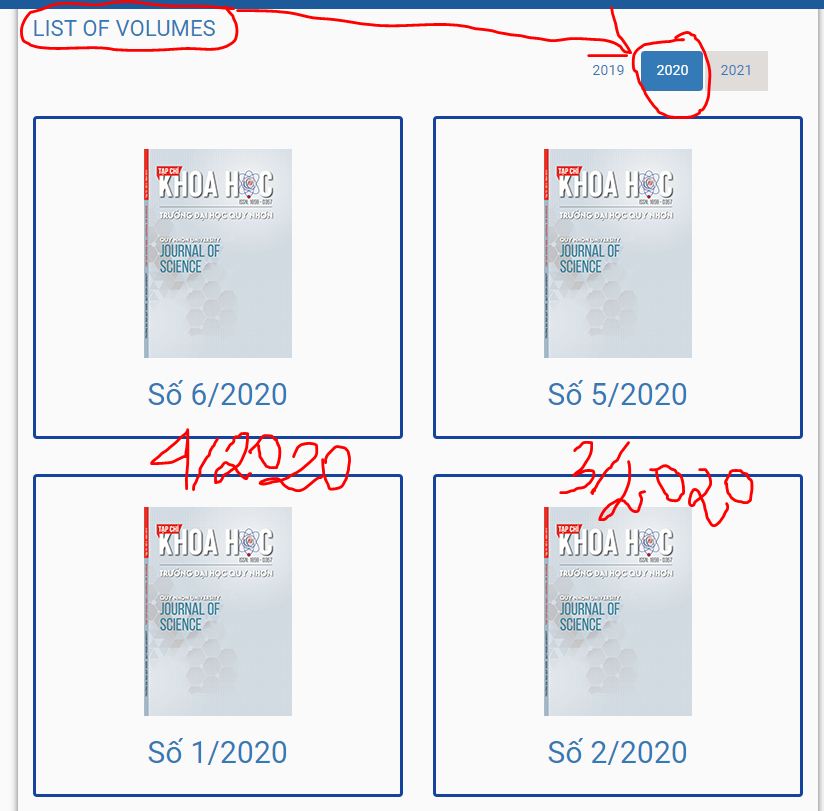 LIST OF VOLUMES
2019 2020 2021
TẠP CHÍ
KHOA HỌC
ISSN: 1859 - 0357
TRƯỜNG ĐẠI HỌC QUY NHƠN
QUY NHON UNIVERSITY
JOURNAL OF
SCIENCE
Số 6/2020
TẠP CHÍ
KHOA HỌC
ISSN: 1859 - 0357
TRƯỜNG ĐẠI HỌC QUY NHƠN
QUY NHON UNIVERSITY
JOURNAL OF
SCIENCE
Số 5/2020
4/2020
3/2020
TẠP CHÍ
KHOA HỌC
ISSN: 1859 - 0357
TRƯỜNG ĐẠI HỌC QUY NHƠN
QUY NHON UNIVERSITY
JOURNAL OF
SCIENCE
Số 1/2020
TẠP CHÍ
KHOA HỌC
ISSN: 1859 - 0357
TRƯỜNG ĐẠI HỌC QUY NHƠN
QUY NHON UNIVERSITY
JOURNAL OF
SCIENCE
Số 2/2020